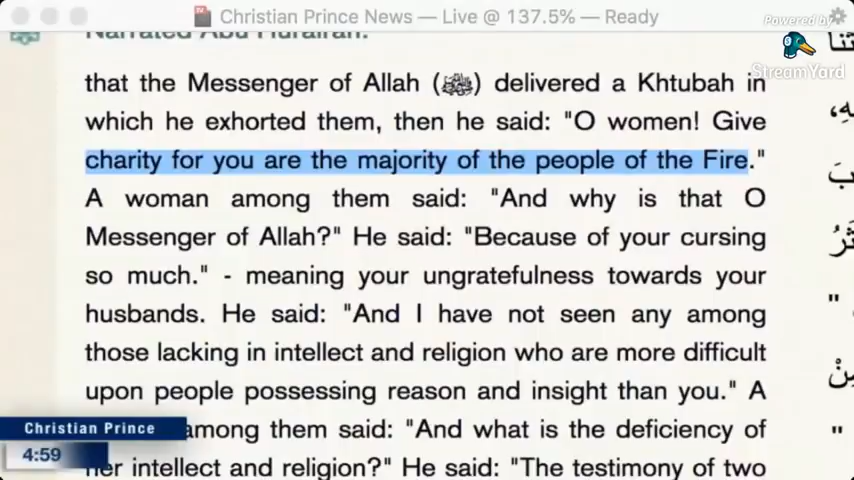 Christian Prince News — Live @ 137.5% — Ready
Powered by
StreamYard
Narrated Abu Hurairah:
that the Messenger of Allah (ﷺ) delivered a Khtubah in
which he exhorted them, then he said: "O women! Give
charity for you are the majority of the people of the Fire."
A woman among them said: "And why is that O
Messenger of Allah?" He said: "Because of your cursing
so much." - meaning your ungratefulness towards your
husbands. He said: "And I have not seen any among
those lacking in intellect and religion who are more difficult
upon people possessing reason and insight than you." A
among them said: "And what is the deficiency of
her intellect and religion?" He said: "The testimony of two
Christian Prince
4:59